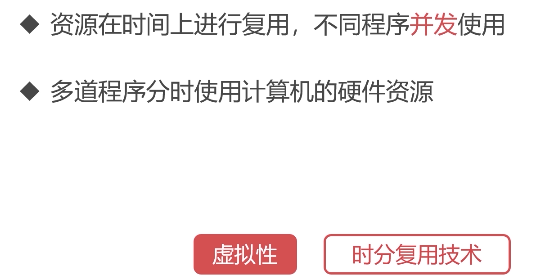 ◆ 资源在时间上进行复用，不同程序并发使用
◆ 多道程序分时使用计算机的硬件资源
虚拟性 时分复用技术